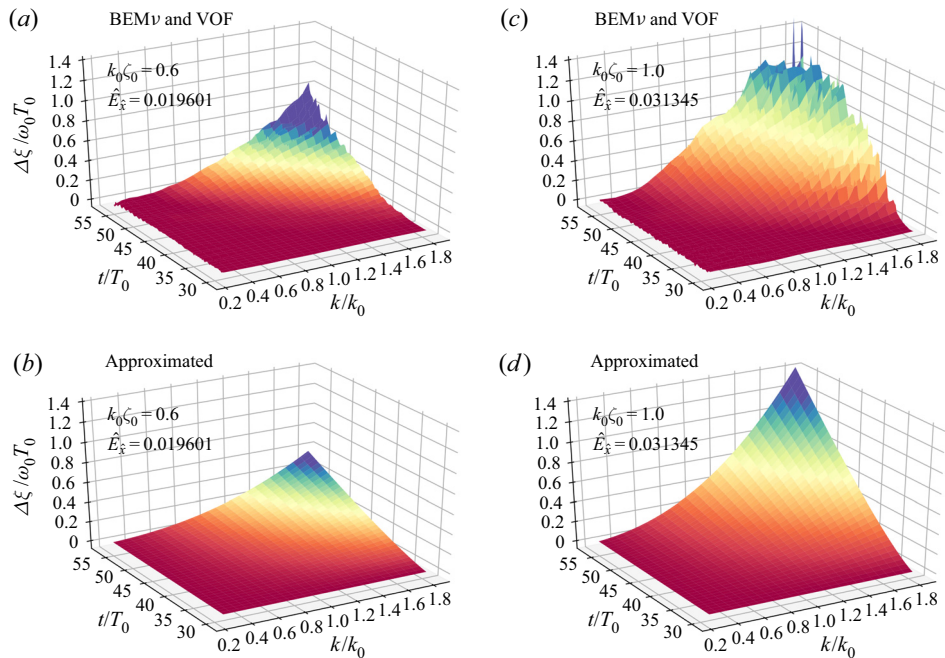 (a) BEMν and VOF
k₀ζ₀ = 0.6
Ê_x̂ = 0.019601
1.4
1.2
1.0
0.8
0.6
0.4
0.2
0
Δξ/ω₀T₀
55
50
45
40
35
30
t/T₀
0.2 0.4 0.6 0.8 1.0 1.2 1.4 1.6 1.8
k/k₀
(c) BEMν and VOF
k₀ζ₀ = 1.0
Ê_x̂ = 0.031345
1.4
1.2
1.0
0.8
0.6
0.4
0.2
0
55
50
45
40
35
30
t/T₀
0.2 0.4 0.6 0.8 1.0 1.2 1.4 1.6 1.8
k/k₀
(b) Approximated
k₀ζ₀ = 0.6
Ê_x̂ = 0.019601
1.4
1.2
1.0
0.8
0.6
0.4
0.2
0
Δξ/ω₀T₀
55
50
45
40
35
30
t/T₀
0.2 0.4 0.6 0.8 1.0 1.2 1.4 1.6 1.8
k/k₀
(d) Approximated
k₀ζ₀ = 1.0
Ê_x̂ = 0.031345
1.4
1.2
1.0
0.8
0.6
0.4
0.2
0
55
50
45
40
35
30
t/T₀
0.2 0.4 0.6 0.8 1.0 1.2 1.4 1.6 1.8
k/k₀